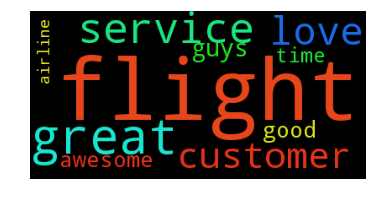 airline
service
love
guys
time
flight
great
good
awesome
customer